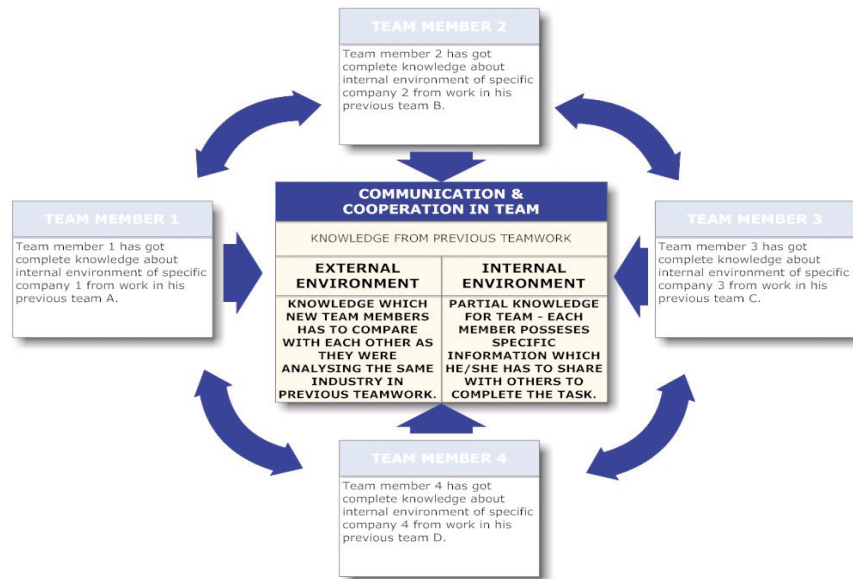 TEAM MEMBER 2
Team member 2 has got
complete knowledge about
internal environment of specific
company 2 from work in his
previous team B.
TEAM MEMBER 1
Team member 1 has got
complete knowledge about
internal environment of specific
company 1 from work in his
previous team A.
COMMUNICATION &
COOPERATION IN TEAM
KNOWLEDGE FROM PREVIOUS TEAMWORK
EXTERNAL
ENVIRONMENT
KNOWLEDGE WHICH
NEW TEAM MEMBERS
HAS TO COMPARE
WITH EACH OTHER AS
THEY WERE
ANALYSING THE SAME
INDUSTRY IN
PREVIOUS TEAMWORK.
INTERNAL
ENVIRONMENT
PARTIAL KNOWLEDGE
FOR TEAM - EACH
MEMBER POSSESES
SPECIFIC
INFORMATION WHICH
HE/SHE HAS TO SHARE
WITH OTHERS TO
COMPLETE THE TASK.
TEAM MEMBER 3
Team member 3 has got
complete knowledge about
internal environment of specific
company 3 from work in his
previous team C.
TEAM MEMBER 4
Team member 4 has got
complete knowledge about
internal environment of specific
company 4 from work in his
previous team D.